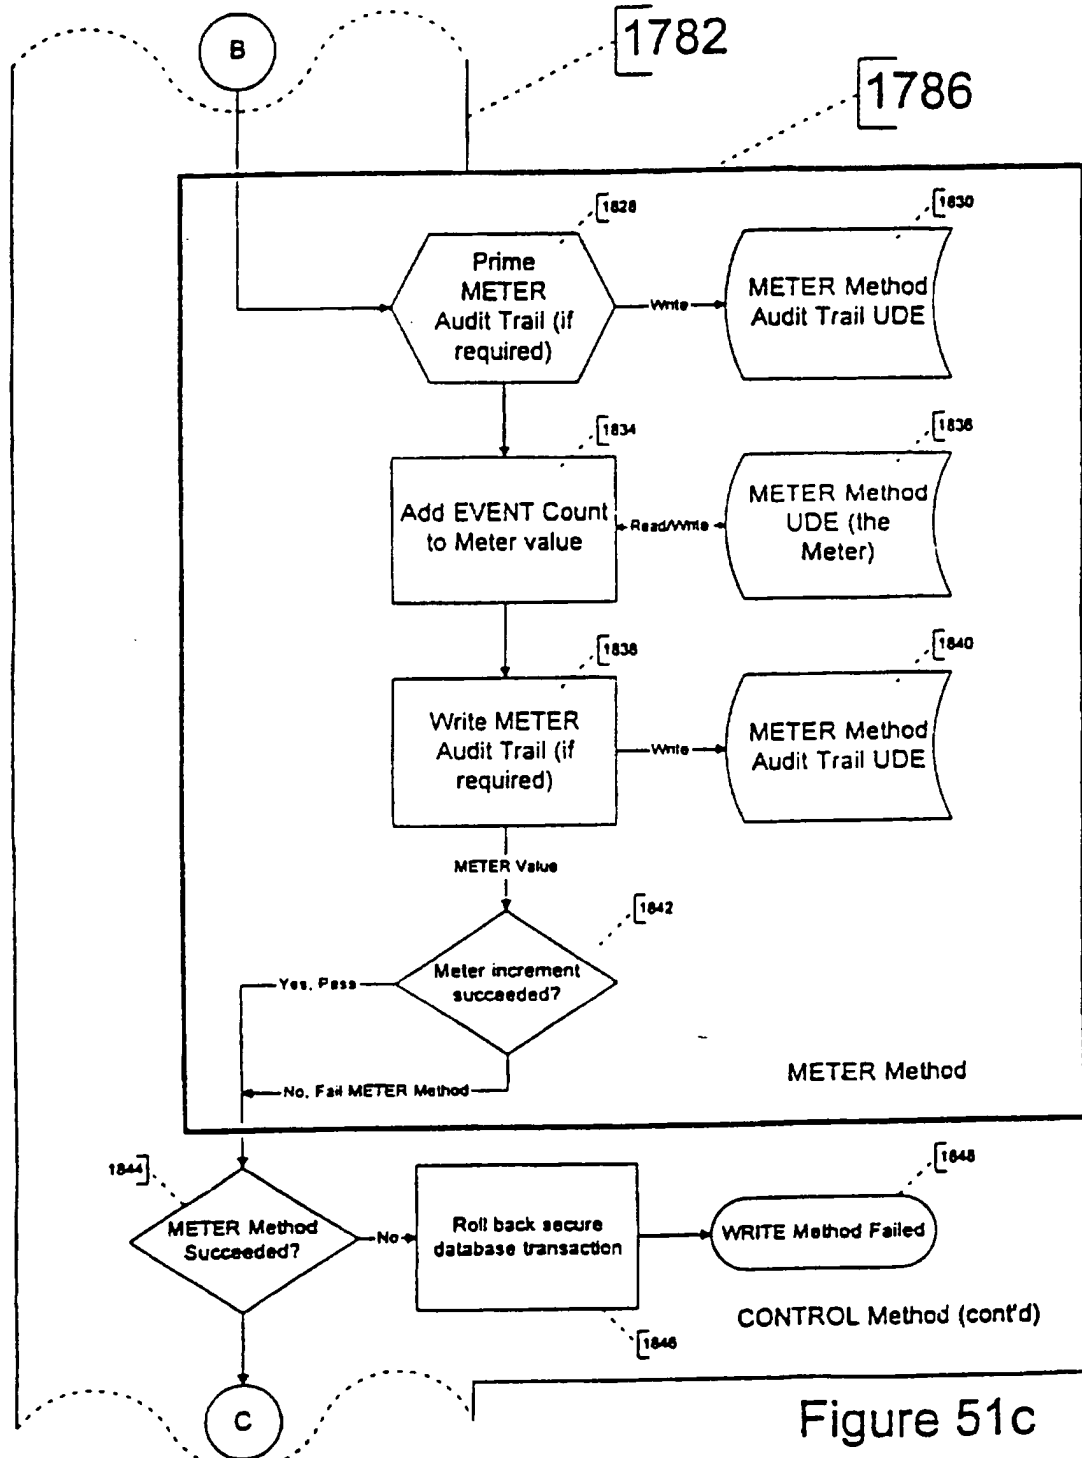 B
1782
1786
1828
Prime
METER
Audit Trail (if
required)
Write
1830
METER Method
Audit Trail UDE
1834
Add EVENT Count
to Meter value
Read/Write
1836
METER Method
UDE (the
Meter)
1838
Write METER
Audit Trail (if
required)
Write
1840
METER Method
Audit Trail UDE
METER Value
1842
Meter increment
succeeded?
Yes, Pass
No, Fail METER Method
METER Method
1844
METER Method
Succeeded?
No
Roll back secure
database transaction
1846
1848
WRITE Method Failed
CONTROL Method (cont'd)
C
Figure 51c